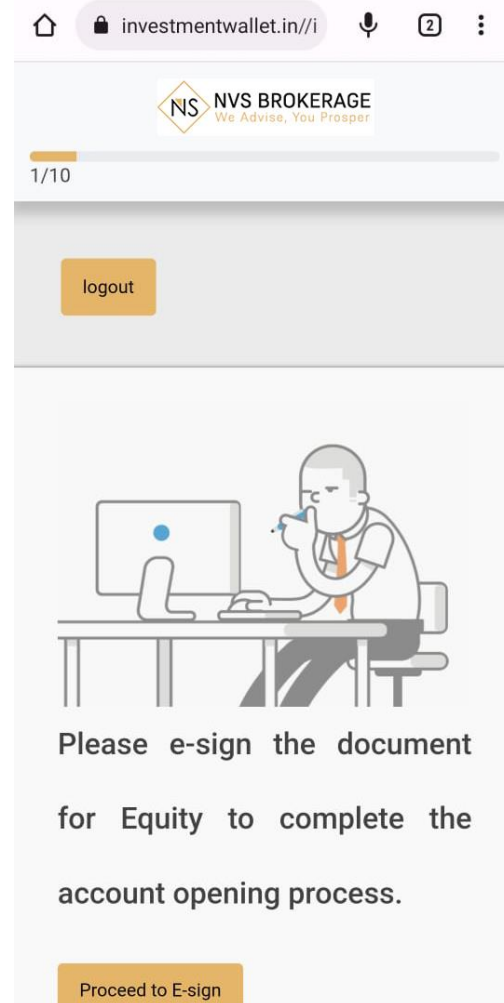 investmentwallet.in//i
2
NS
NVS BROKERAGE
We Advise, You Prosper
1/10
logout
Please e-sign the document
for Equity to complete the
account opening process.
Proceed to E-sign